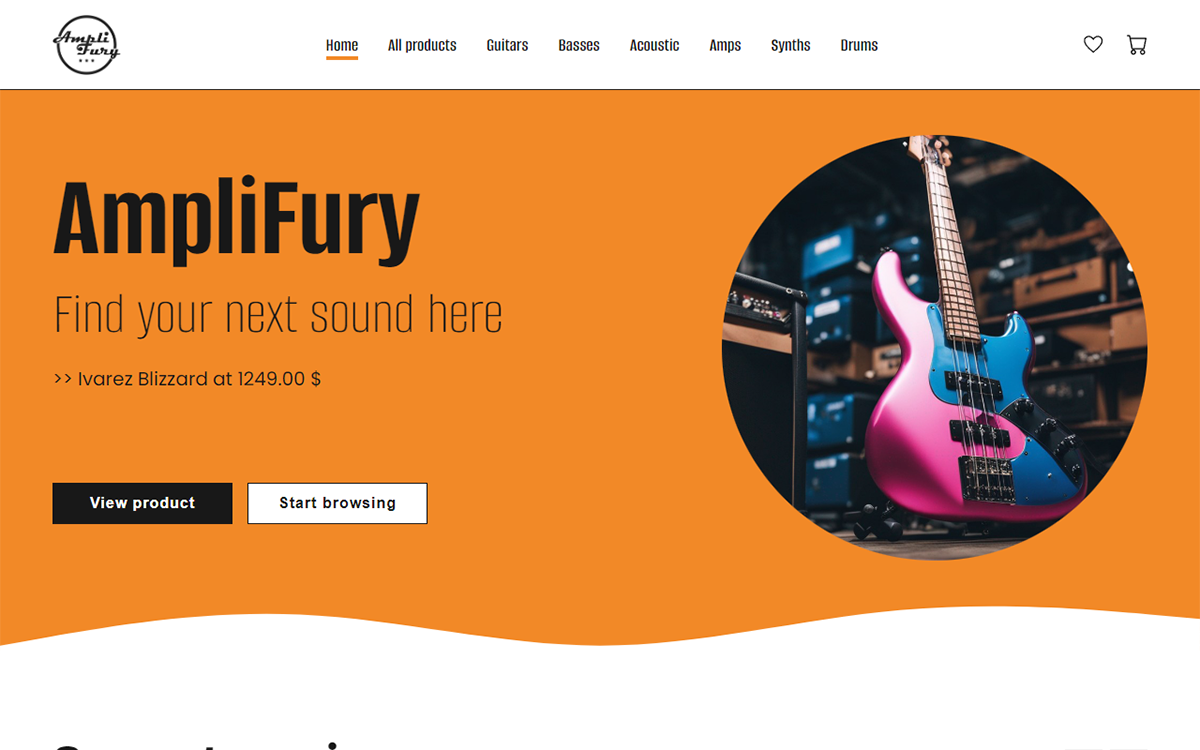 Ampli
Fury
Home All products Guitars Basses Acoustic Amps Synths Drums
AmpliFury
Find your next sound here
>> Ivarez Blizzard at 1249.00 $
View product Start browsing